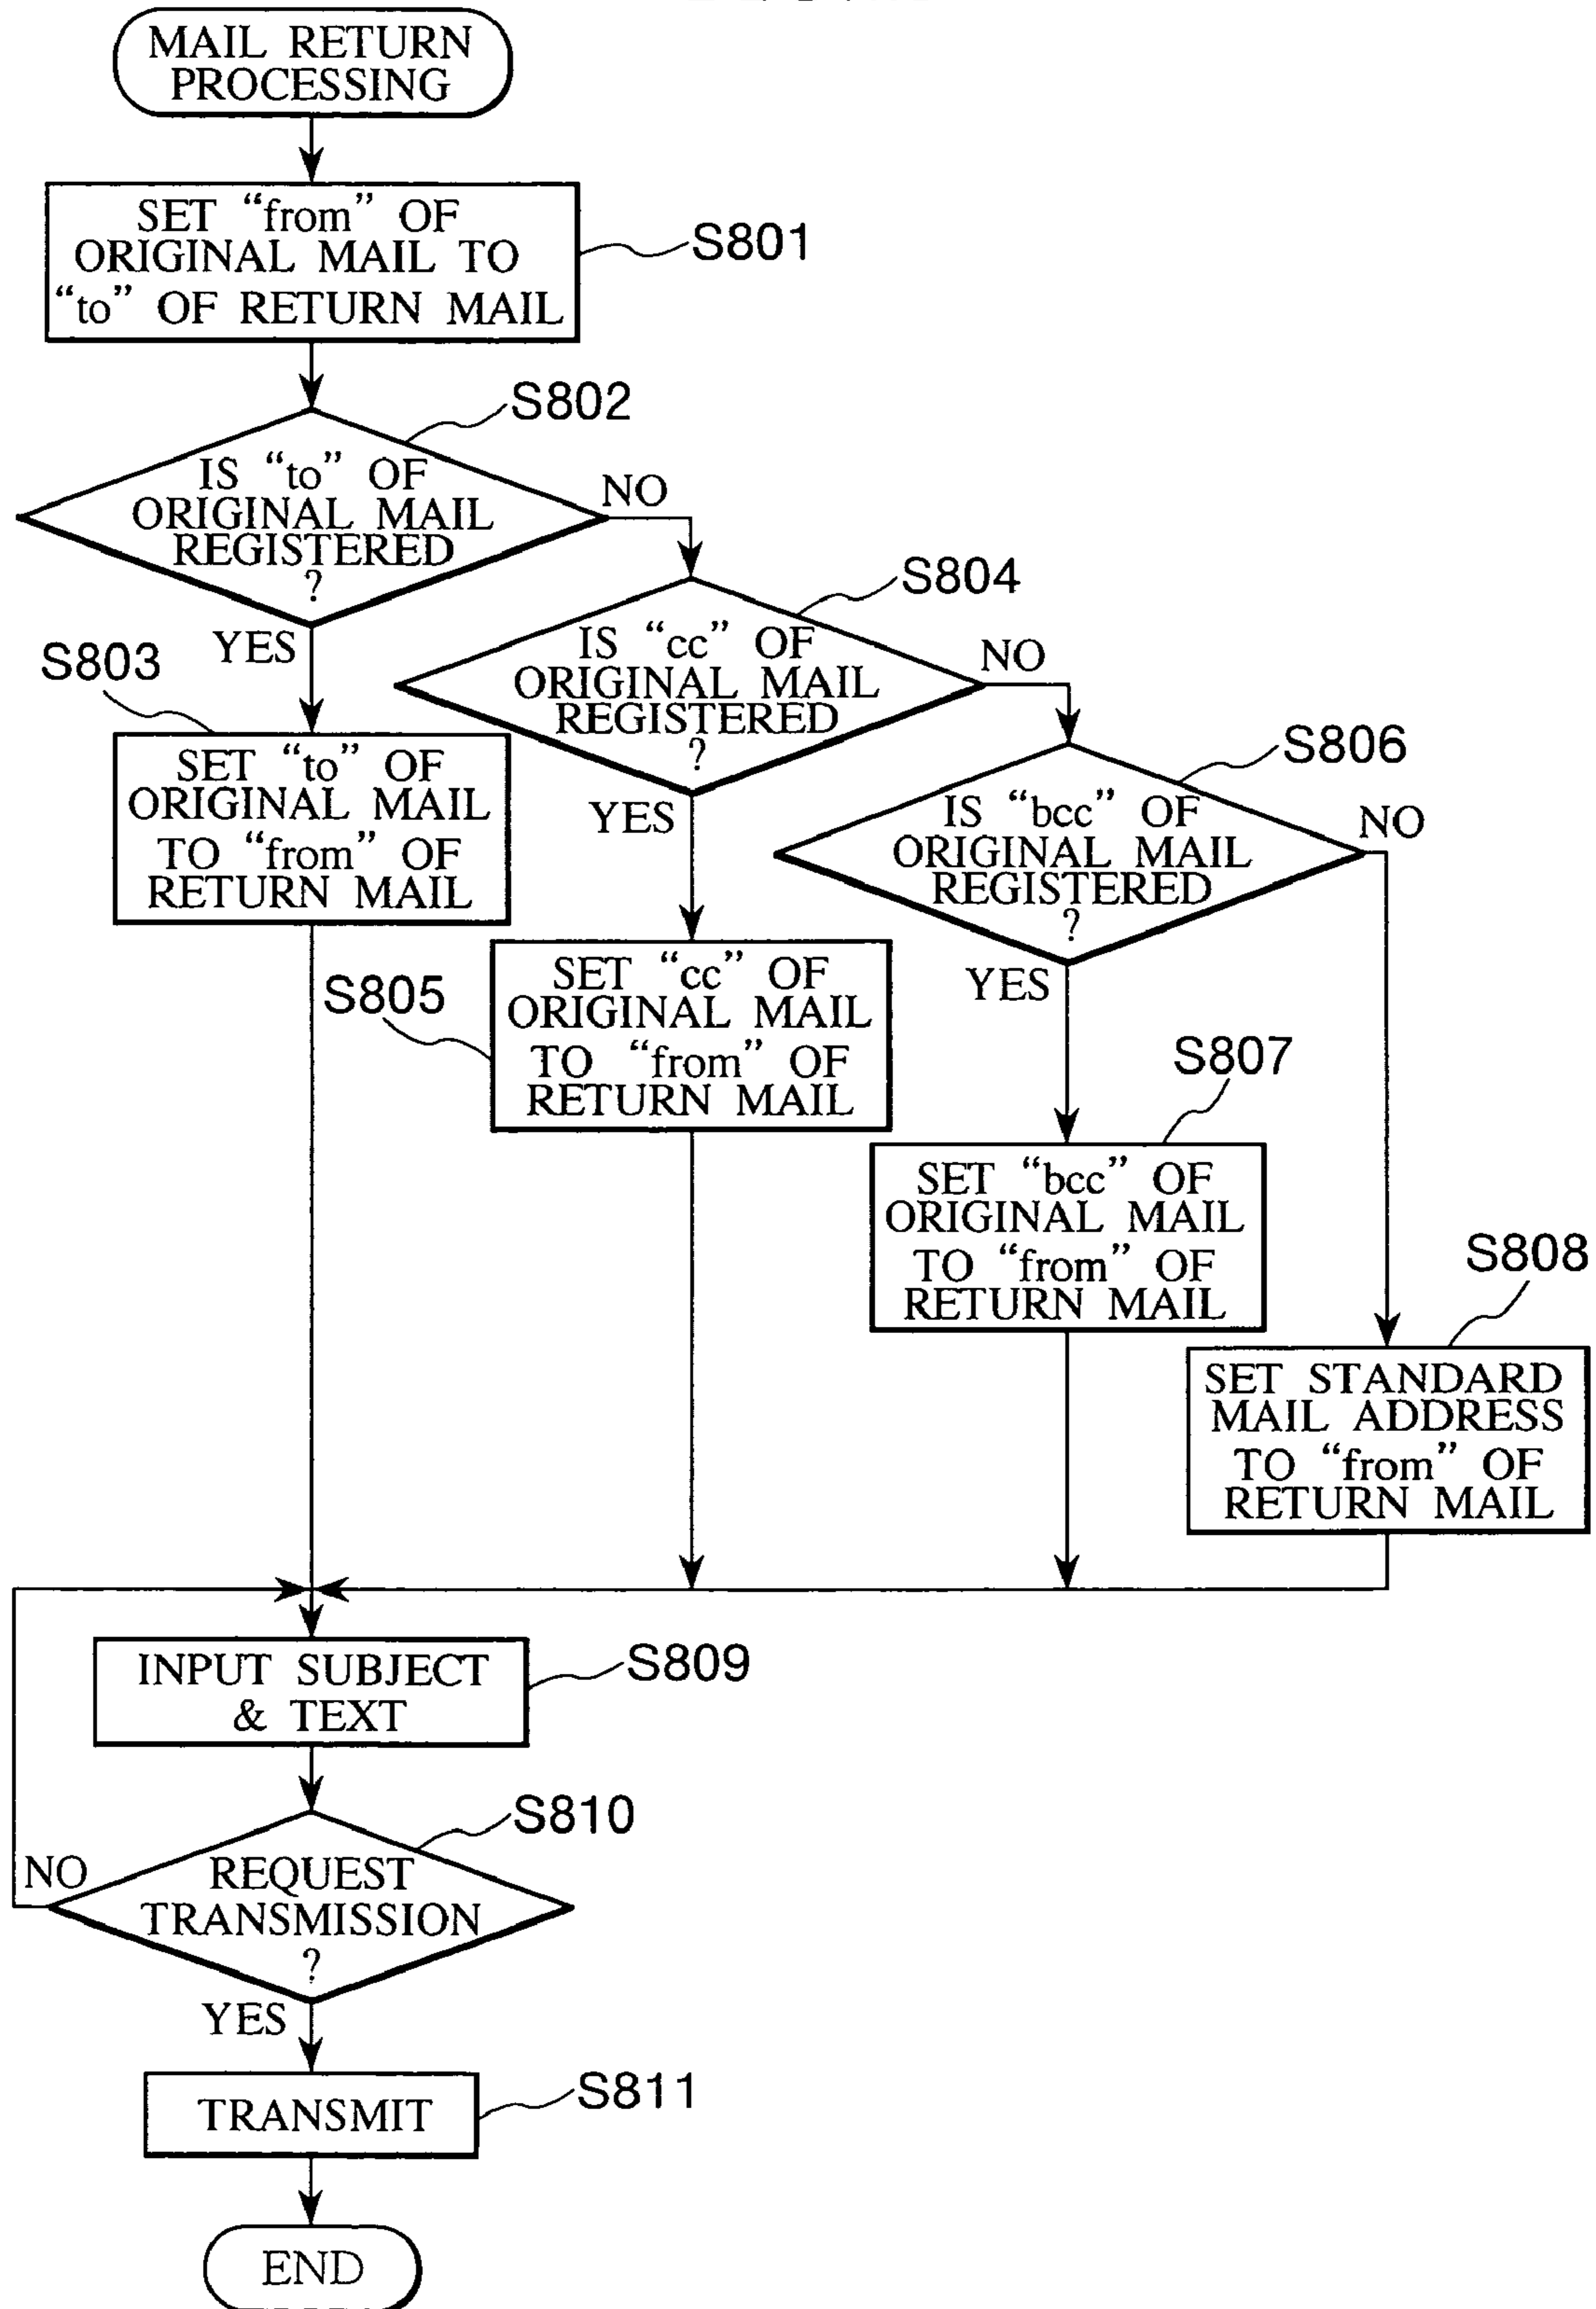 MAIL RETURN
PROCESSING
SET “from” OF
ORIGINAL MAIL TO
“to” OF RETURN MAIL
S801
S802
IS “to” OF
ORIGINAL MAIL
REGISTERED
?
NO
YES
S804
IS “cc” OF
ORIGINAL MAIL
REGISTERED
?
NO
YES
S803
SET “to” OF
ORIGINAL MAIL
TO “from” OF
RETURN MAIL
S806
IS “bcc” OF
ORIGINAL MAIL
REGISTERED
?
NO
YES
S805
SET “cc” OF
ORIGINAL MAIL
TO “from” OF
RETURN MAIL
S807
SET “bcc” OF
ORIGINAL MAIL
TO “from” OF
RETURN MAIL
S808
SET STANDARD
MAIL ADDRESS
TO “from” OF
RETURN MAIL
INPUT SUBJECT
& TEXT
S809
S810
NO
REQUEST
TRANSMISSION
?
YES
TRANSMIT
S811
END